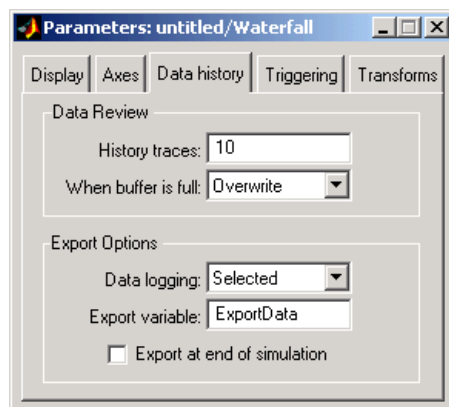 Parameters: untitled/Waterfall
Display Axes Data history Triggering Transforms
Data Review
History traces: 10
When buffer is full: Overwrite
Export Options
Data logging: Selected
Export variable: ExportData
Export at end of simulation